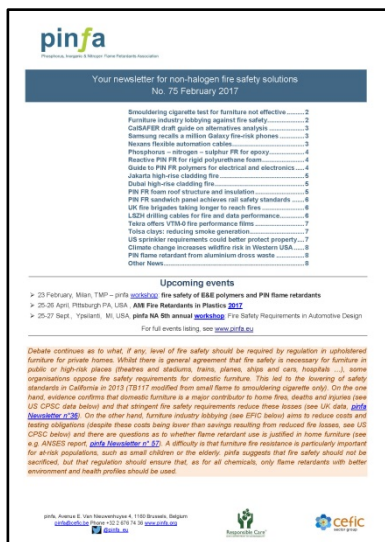 pinfa
Phosphorus, Inorganic & Nitrogen Flame Retardants Association
Your newsletter for non-halogen fire safety solutions
No. 75 February 2017
Smouldering cigarette test for furniture not effective .......... 2
Furniture industry lobbying against fire safety .......... 2
CalSAFER draft guide on alternatives analysis .......... 3
Samsung recalls a million Galaxy fire-risk phones .......... 3
Nexans flexible automation cables .......... 3
Phosphorus – nitrogen – sulphur FR for epoxy .......... 4
Reactive PIN FR for rigid polyurethane foam .......... 4
Guide to PIN FR polymers for electrical and electronics .... 4
Jakarta high-rise cladding fire .......... 5
Dubai high-rise cladding fire .......... 5
PIN FR foam roof structure and insulation .......... 5
PIN FR sandwich panel achieves rail safety standards .......... 6
UK fire brigades taking longer to reach fires .......... 6
LSZH drilling cables for fire and data performance .......... 6
Tekra offers VTM-0 fire performance films .......... 7
Tolsa clays: reducing smoke generation .......... 7
US sprinkler requirements could better protect property .... 7
Climate change increases wildfire risk in Western USA .......... 8
PIN flame retardant from aluminium dross waste .......... 8
Other News .......... 8
Upcoming events
➢ 23 February, Milan, TMP – pinfa workshop: fire safety of E&E polymers and PIN flame retardants
➢ 25-26 April, Pittsburgh PA, USA , AMI Fire Retardants in Plastics 2017
➢ 25-27 Sept., Ypsilanti, MI, USA, pinfa NA 5th annual workshop: Fire Safety Requirements in Automotive Design
For full events listing, see www.pinfa.eu
Debate continues as to what, if any, level of fire safety should be required by regulation in upholstered
furniture for private homes. Whilst there is general agreement that fire safety is necessary for furniture in
public or high-risk places (theatres and stadiums, trains, planes, ships and cars, hospitals ...), some
organisations oppose fire safety requirements for domestic furniture. This led to the lowering of safety
standards in California in 2013 (TB117 modified from small flame to smouldering cigarette only). On the one
hand, evidence confirms that domestic furniture is a major contributor to home fires, deaths and injuries (see
US CPSC data below) and that stringent fire safety requirements reduce these losses (see UK data, pinfa
Newsletter n°36). On the other hand, furniture industry lobbying (see EFIC below) aims to reduce costs and
testing obligations (despite these costs being lower than savings resulting from reduced fire losses, see US
CPSC below) and there are questions as to whether flame retardant use is justified in home furniture (see
e.g. ANSES report, pinfa Newsletter n° 57). A difficulty is that furniture fire resistance is particularly important
for at-risk populations, such as small children or the elderly. pinfa suggests that fire safety should not be
sacrificed, but that regulation should ensure that, as for all chemicals, only flame retardants with better
environment and health profiles should be used.
pinfa, Avenue E. Van Nieuwenhuyse 4, 1160 Brussels, Belgium
pinfa@cefic.be Phone +32 2 676 74 36 www.pinfa.org
@pinfa_eu
Responsible Care
cefic
sector group